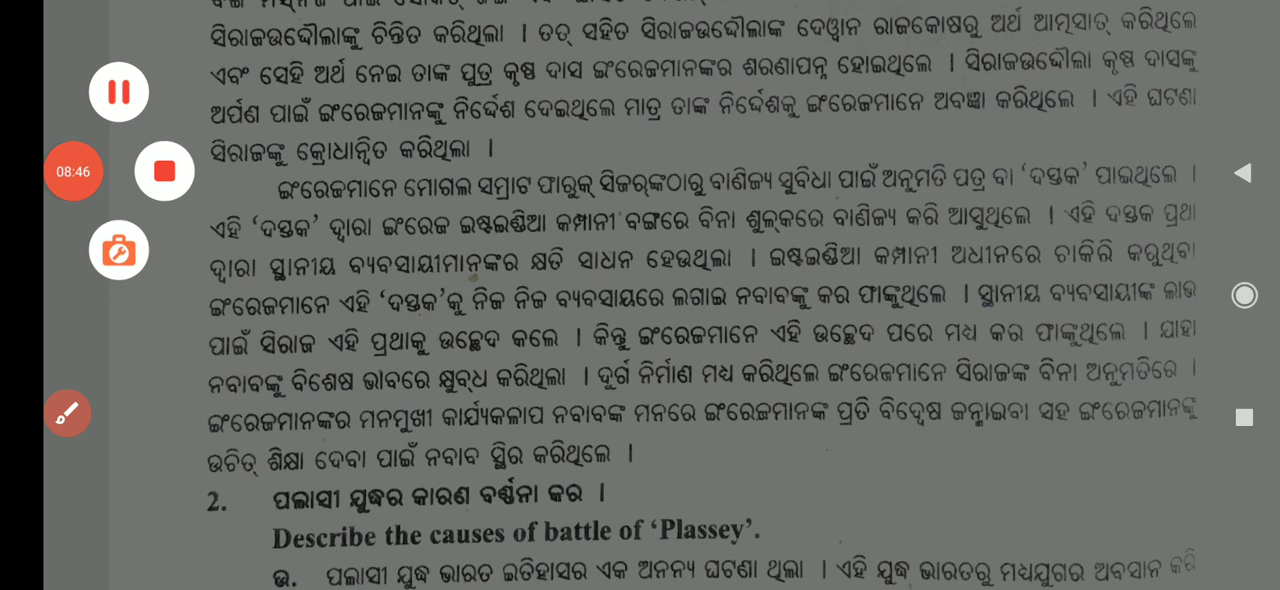 ସିରାଜଉଦ୍ଦୌଲାଙ୍କୁ ଚିନ୍ତିତ କରିଥିଲା । ତତ୍ ସହିତ ସିରାଜଉଦ୍ଦୌଲାଙ୍କ ଦେୱାନ ରାଜକୋଷରୁ ଅର୍ଥ ଆତ୍ମସାତ୍ କରିଥିଲେ
ଏବଂ ସେହି ଅର୍ଥ ନେଇ ତାଙ୍କ ପୁତ୍ର କୃଷ୍ଣ ଦାସ ଇଂରେଜମାନଙ୍କର ଶରଣାପନ୍ନ ହୋଇଥିଲେ । ସିରାଜଉଦ୍ଦୌଲା କୃଷ୍ଣ ଦାସଙ୍କୁ
ଅର୍ପଣ ପାଇଁ ଇଂରେଜମାନଙ୍କୁ ନିର୍ଦ୍ଦେଶ ଦେଇଥିଲେ ମାତ୍ର ତାଙ୍କ ନିର୍ଦ୍ଦେଶକୁ ଇଂରେଜମାନେ ଅବଜ୍ଞା କରିଥିଲେ । ଏହି ଘଟଣା
ସିରାଜଙ୍କୁ କ୍ରୋଧାନ୍ୱିତ କରିଥିଲା ।
08:46
ଇଂରେଜମାନେ ମୋଗଲ ସମ୍ରାଟ ଫାରୁକ୍ ସିଜର୍‌ଙ୍କଠାରୁ ବାଣିଜ୍ୟ ସୁବିଧା ପାଇଁ ଅନୁମତି ପତ୍ର ବା ‘ଦସ୍ତକ’ ପାଇଥିଲେ ।
ଏହି ‘ଦସ୍ତକ’ ଦ୍ୱାରା ଇଂରେଜ ଇଷ୍ଟଇଣ୍ଡିଆ କମ୍ପାନୀ ବଙ୍ଗରେ ବିନା ଶୁଳ୍‌କରେ ବାଣିଜ୍ୟ କରି ଆସୁଥିଲେ । ଏହି ଦସ୍ତକ ପ୍ରଥା
ଦ୍ୱାରା ସ୍ଥାନୀୟ ବ୍ୟବସାୟୀମାନଙ୍କର କ୍ଷତି ସାଧନ ହେଉଥିଲା । ଇଷ୍ଟଇଣ୍ଡିଆ କମ୍ପାନୀ ଅଧୀନରେ ଚାକିରି କରୁଥିବା
ଇଂରେଜମାନେ ଏହି ‘ଦସ୍ତକ’କୁ ନିଜ ନିଜ ବ୍ୟବସାୟରେ ଲଗାଇ ନବାବଙ୍କୁ କର ଫାଙ୍କୁଥିଲେ । ସ୍ଥାନୀୟ ବ୍ୟବସାୟୀଙ୍କ ଲାଭ
ପାଇଁ ସିରାଜ ଏହି ପ୍ରଥାକୁ ଉଚ୍ଛେଦ କଲେ । କିନ୍ତୁ ଇଂରେଜମାନେ ଏହି ଉଚ୍ଛେଦ ପରେ ମଧ୍ୟ କର ଫାଙ୍କୁଥିଲେ । ଯାହା
ନବାବଙ୍କୁ ବିଶେଷ ଭାବରେ କ୍ଷୁବ୍‌ଧ କରିଥିଲା । ଦୁର୍ଗ ନିର୍ମାଣ ମଧ୍ୟ କରିଥିଲେ ଇଂରେଜମାନେ ସିରାଜଙ୍କ ବିନା ଅନୁମତିରେ ।
ଇଂରେଜମାନଙ୍କର ମନମୁଖୀ କାର୍ଯ୍ୟକଳାପ ନବାବଙ୍କ ମନରେ ଇଂରେଜମାନଙ୍କ ପ୍ରତି ବିଦ୍ୱେଷ ଜନ୍ମାଇବା ସହ ଇଂରେଜମାନଙ୍କୁ
ଉଚିତ୍ ଶିକ୍ଷା ଦେବା ପାଇଁ ନବାବ ସ୍ଥିର କରିଥିଲେ ।
2. ପଲାସୀ ଯୁଦ୍ଧର କାରଣ ବର୍ଣ୍ଣନା କର ।
Describe the causes of battle of ‘Plassey’.
ଉ. ପଲାସୀ ଯୁଦ୍ଧ ଭାରତ ଇତିହାସର ଏକ ଅନନ୍ୟ ଘଟଣା ଥିଲା । ଏହି ଯୁଦ୍ଧ ଭାରତରୁ ମଧ୍ୟଯୁଗର ଅବସାନ କରି